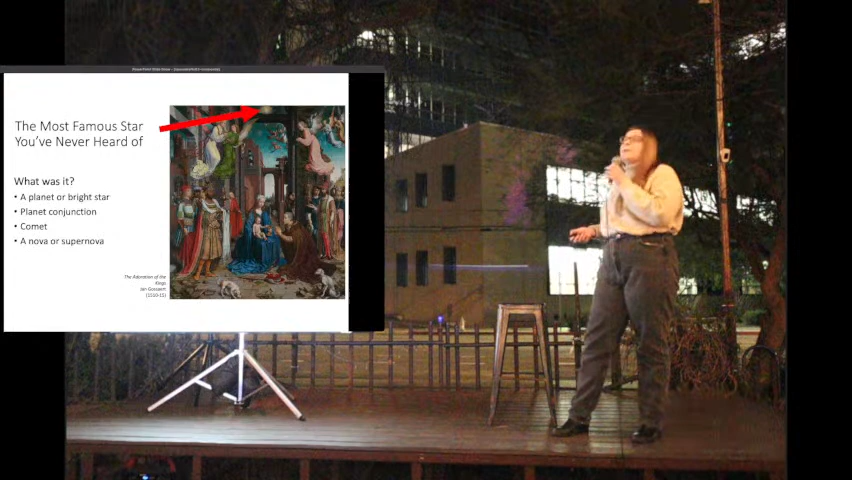 The Most Famous Star
You've Never Heard of
What was it?
• A planet or bright star
• Planet conjunction
• Comet
• A nova or supernova
The Adoration of the
Kings
Jan Gossaert
(1510-15)